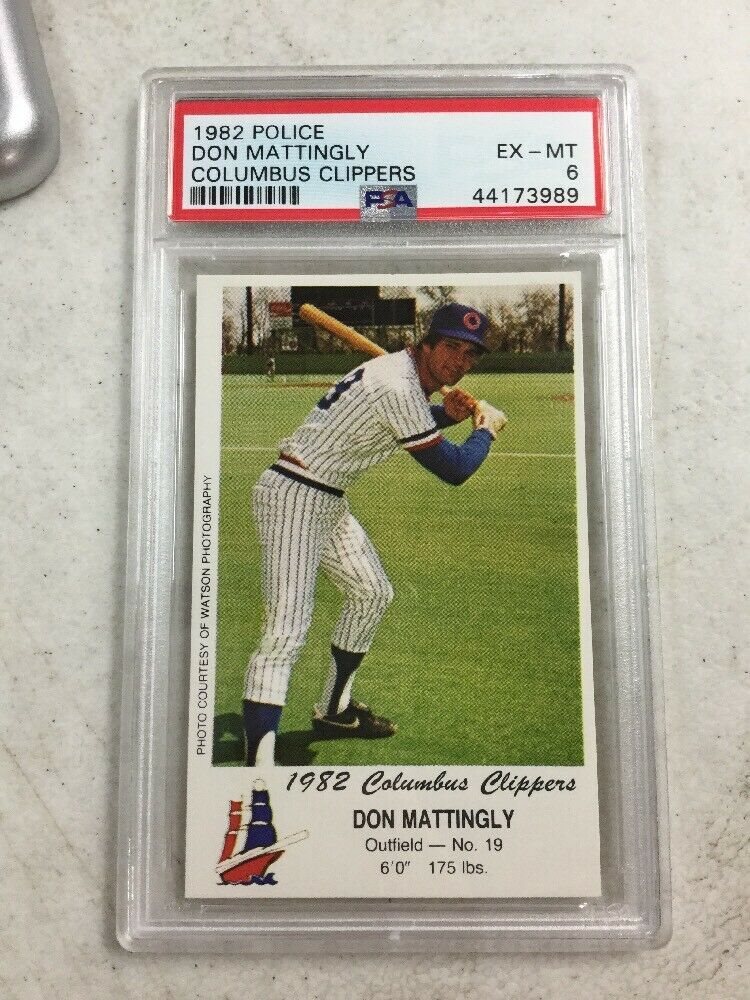 1982 POLICE
DON MATTINGLY EX - MT
COLUMBUS CLIPPERS 6
PSA 44173989
PHOTO COURTESY OF WATSON PHOTOGRAPHY
1982 Columbus Clippers
DON MATTINGLY
Outfield — No. 19
6'0" 175 lbs.